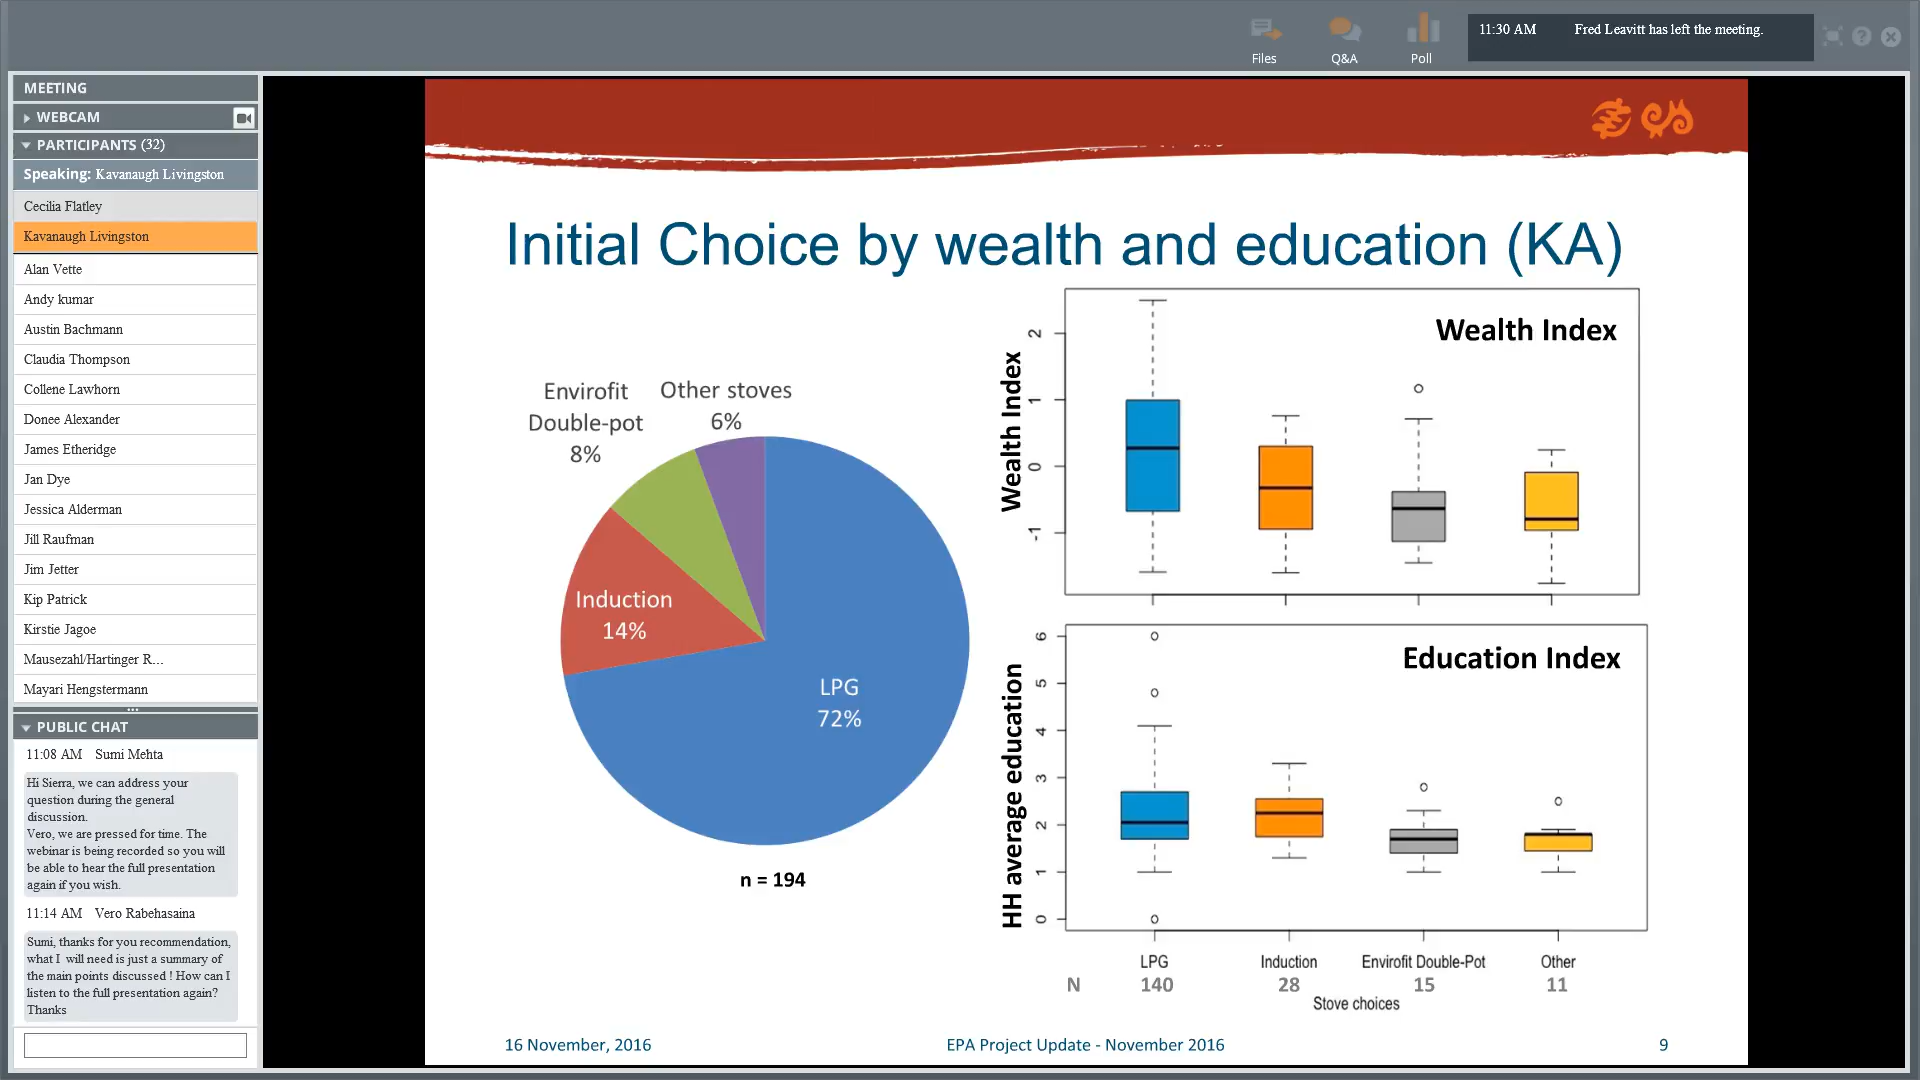 Files
Q&A
Poll
11:30 AM Fred Leavitt has left the meeting.
MEETING
WEBCAM
PARTICIPANTS (32)
Speaking: Kavanaugh Livingston
Cecilia Flatley
Kavanaugh Livingston
Alan Vette
Andy kumar
Austin Bachmann
Claudia Thompson
Collene Lawhorn
Donee Alexander
James Etheridge
Jan Dye
Jessica Alderman
Jill Raufman
Jim Jetter
Kip Patrick
Kirstie Jagoe
Mausezahl/Hartinger R...
Mayari Hengstermann
PUBLIC CHAT
11:08 AM Sumi Mehta
Hi Sierra, we can address your
question during the general
discussion.
Vero, we are pressed for time. The
webinar is being recorded so you will
be able to hear the full presentation
again if you wish.
11:14 AM Vero Rabehasaina
Sumi, thanks for you recommendation,
what I will need is just a summary of
the main points discussed ! How can I
listen to the full presentation again?
Thanks
Initial Choice by wealth and education (KA)
Envirofit
Double-pot
8%
Other stoves
6%
Induction
14%
LPG
72%
n = 194
Wealth Index
Wealth Index
2
1
0
-1
Education Index
HH average education
6
5
4
3
2
1
0
LPG Induction Envirofit Double-Pot Other
N 140 28 15 11
Stove choices
16 November, 2016
EPA Project Update - November 2016
9